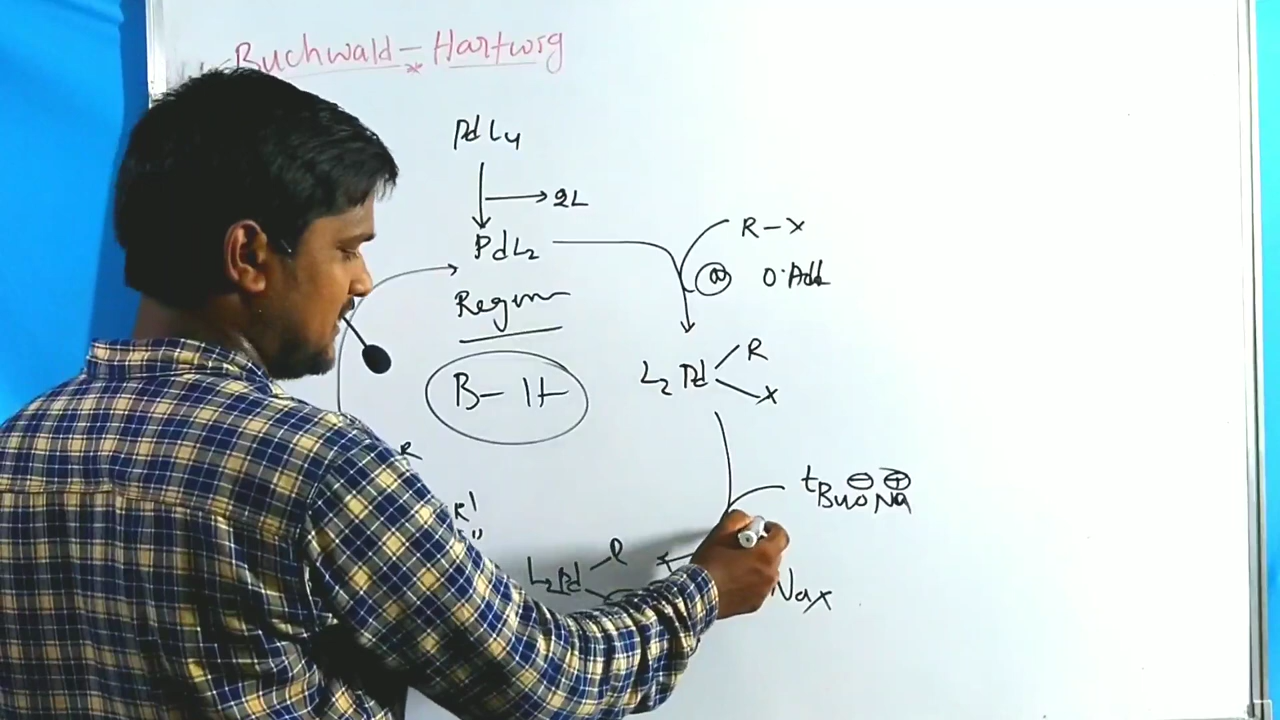 Buchwald - Hartwig
PdL4
2L
PdL2
R-X
O.Add
Regen
B-H
L2Pd
R
X
tBuO⊖Na⊕
R
R'
L2Pd
R
NaX